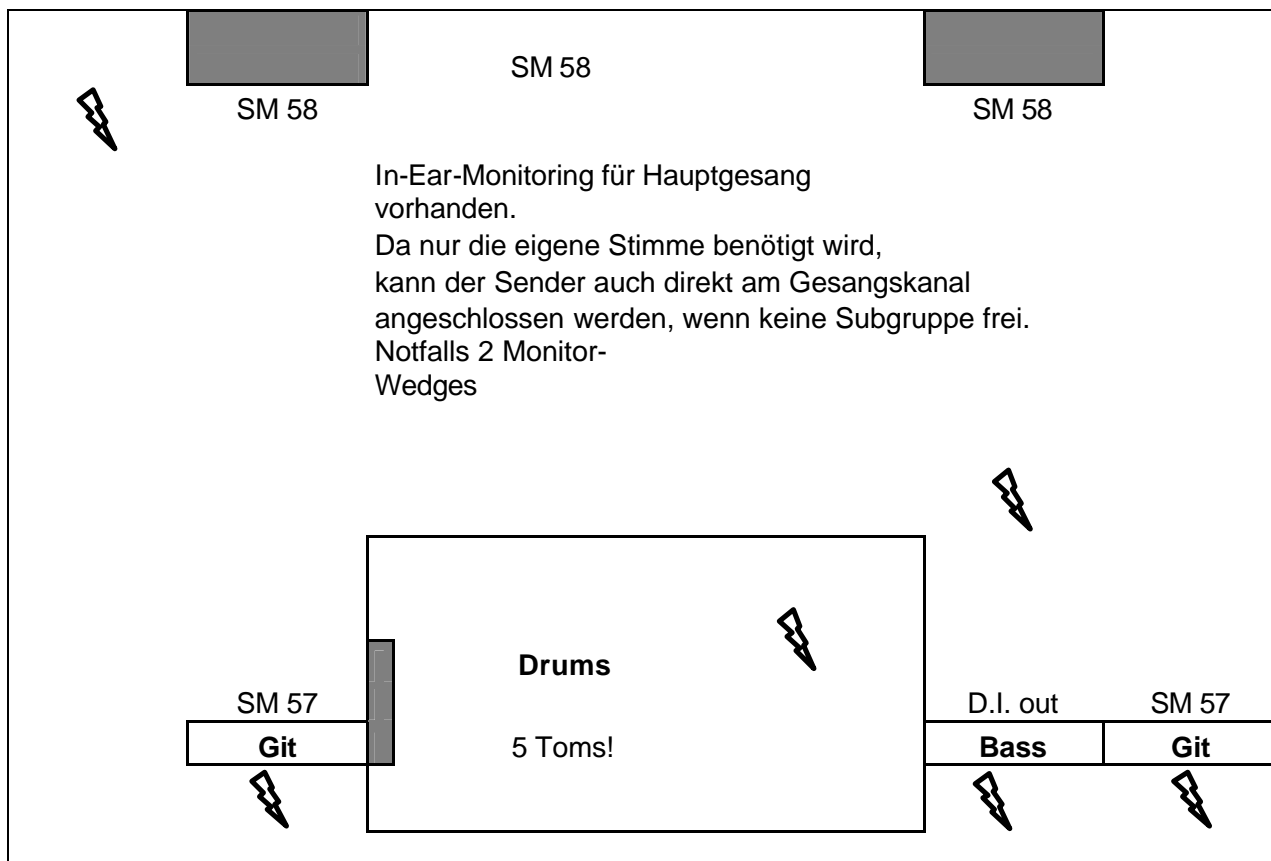 SM 58
SM 58
SM 58
In-Ear-Monitoring für Hauptgesang
vorhanden.
Da nur die eigene Stimme benötigt wird,
kann der Sender auch direkt am Gesangskanal
angeschlossen werden, wenn keine Subgruppe frei.
Notfalls 2 Monitor-
Wedges
Drums
SM 57
D.I. out
SM 57
Git
5 Toms!
Bass
Git